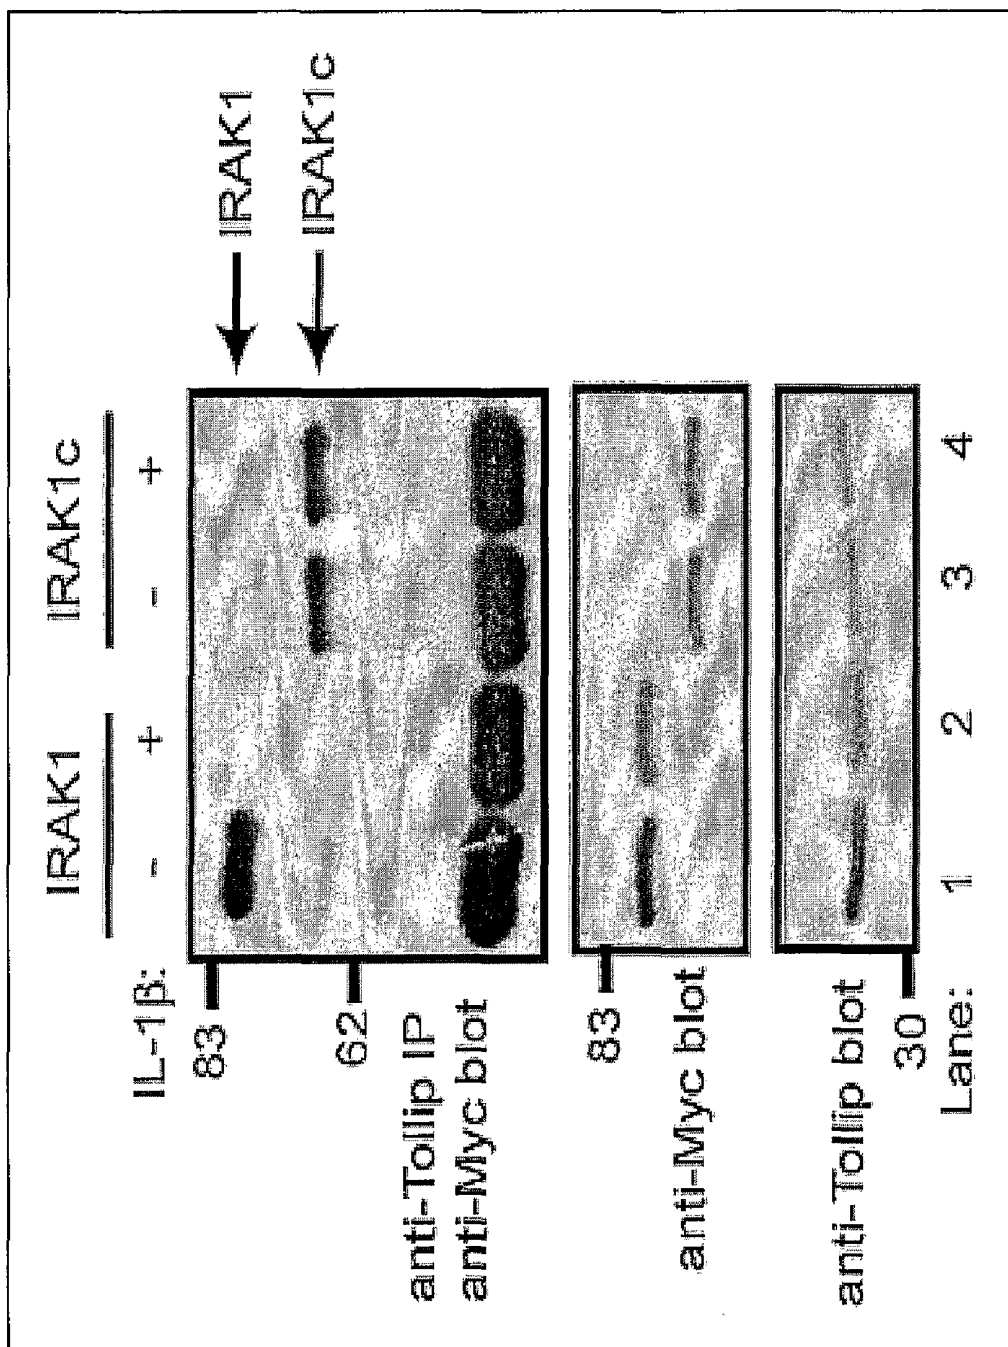 IRAK1 IRAK1c
IL-1β: - + - +
83
IRAK1
IRAK1c
62
anti-Tollip IP
anti-Myc blot
83
anti-Myc blot
anti-Tollip blot
30
Lane: 1 2 3 4